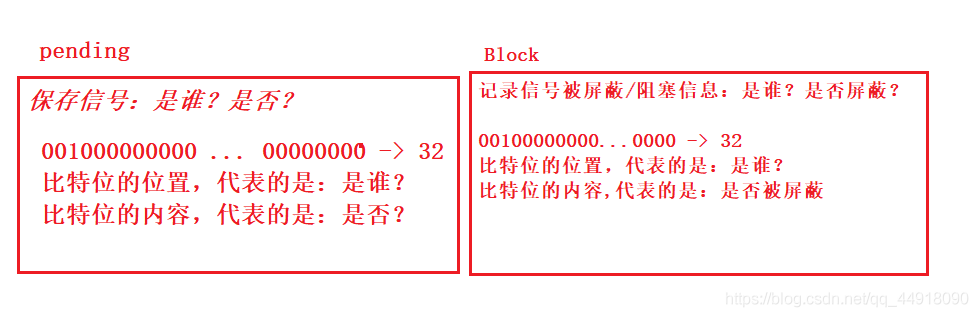 pending
保存信号：是谁？是否？
001000000000 ... 00000000 -> 32
比特位的位置，代表的是：是谁？
比特位的内容，代表的是：是否？
Block
记录信号被屏蔽/阻塞信息：是谁？是否屏蔽？
00100000000...0000 -> 32
比特位的位置，代表的是：是谁？
比特位的内容,代表的是：是否被屏蔽
https://blog.csdn.net/qq_44918090